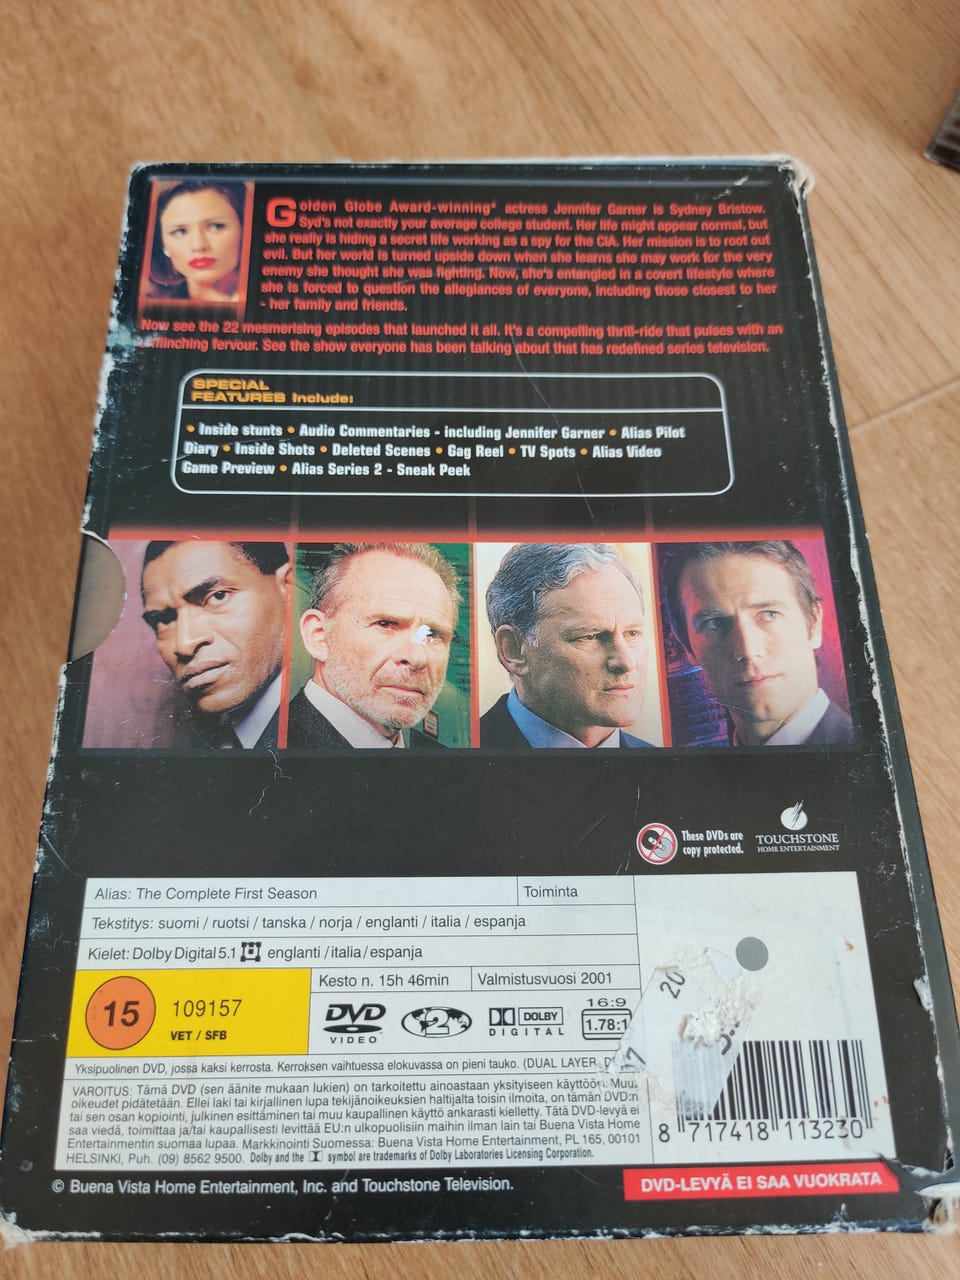 Golden Globe Award-winning* actress Jennifer Garner is Sydney Bristow.
Syd's not exactly your average college student. Her life might appear normal, but
she really is hiding a secret life working as a spy for the CIA. Her mission is to root out
evil. But her world is turned upside down when she learns she may work for the very
enemy she thought she was fighting. Now, she's entangled in a covert lifestyle where
she is forced to question the allegiances of everyone, including those closest to her
- her family and friends.
Now see the 22 mesmerising episodes that launched it all. It's a compelling thrill-ride that pulses with an
fervour. See the show everyone has been talking about that has redefined series television.
SPECIAL
FEATURES Include:
• Inside stunts • Audio Commentaries - including Jennifer Garner • Alias Pilot
Diary • Inside Shots • Deleted Scenes • Gag Reel • TV Spots • Alias Video
Game Preview • Alias Series 2 - Sneak Peek
These DVDs are
copy protected.
TOUCHSTONE
HOME ENTERTAINMENT
Alias: The Complete First Season Toiminta
Tekstitys: suomi / ruotsi / tanska / norja / englanti / italia / espanja
Kielet: Dolby Digital 5.1 englanti / italia / espanja
Kesto n. 15h 46min Valmistusvuosi 2001
15 109157
VET / SFB
DVD
VIDEO
2
DOLBY
DIGITAL
16:9
1.78:1
20
17
Yksipuolinen DVD, jossa kaksi kerrosta. Kerroksen vaihtuessa elokuvassa on pieni tauko. (DUAL LAYER
VAROITUS: Tämä DVD (sen äänite mukaan lukien) on tarkoitettu ainoastaan yksityiseen käyttöön. Muut
oikeudet pidätetään. Ellei laki tai kirjallinen lupa tekijänoikeuksien haltijalta toisin ilmoita, on tämän DVD:n
tai sen osan kopiointi, julkinen esittäminen tai muu kaupallinen käyttö ankarasti kielletty. Tätä DVD-levyä ei
saa viedä, toimittaa ja/tai kaupallisesti levittää EU:n ulkopuolisiin maihin ilman lain tai Buena Vista Home
Entertainmentin suomaa lupaa. Markkinointi Suomessa: Buena Vista Home Entertainment, PL 165, 00101
HELSINKI, Puh. (09) 8562 9500. Dolby and the symbol are trademarks of Dolby Laboratories Licensing Corporation.
8 717418 113230
© Buena Vista Home Entertainment, Inc. and Touchstone Television.
DVD-LEVYÄ EI SAA VUOKRATA